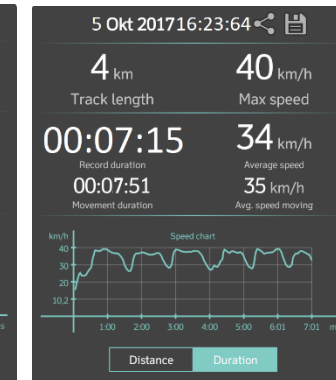 5 Okt 2017 16:23:64
4 km
40 km/h
Track length
Max speed
00:07:15
34 km/h
Record duration
Average speed
00:07:51
35 km/h
Movement duration
Avg. speed moving
km/h
Speed chart
40
30
20
10,2
1:00 2:00 3:00 4:00 5:00 6:01 7:01 m
Distance
Duration